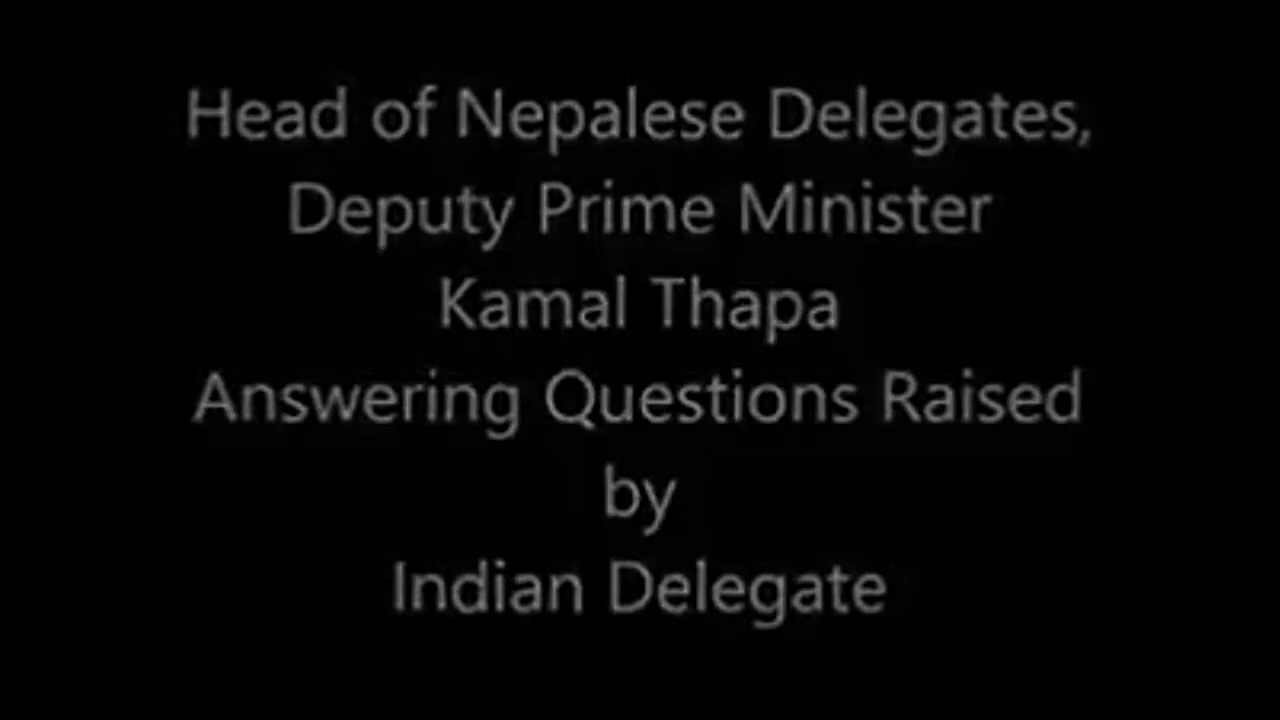 Head of Nepalese Delegates,
Deputy Prime Minister
Kamal Thapa
Answering Questions Raised
by
Indian Delegate